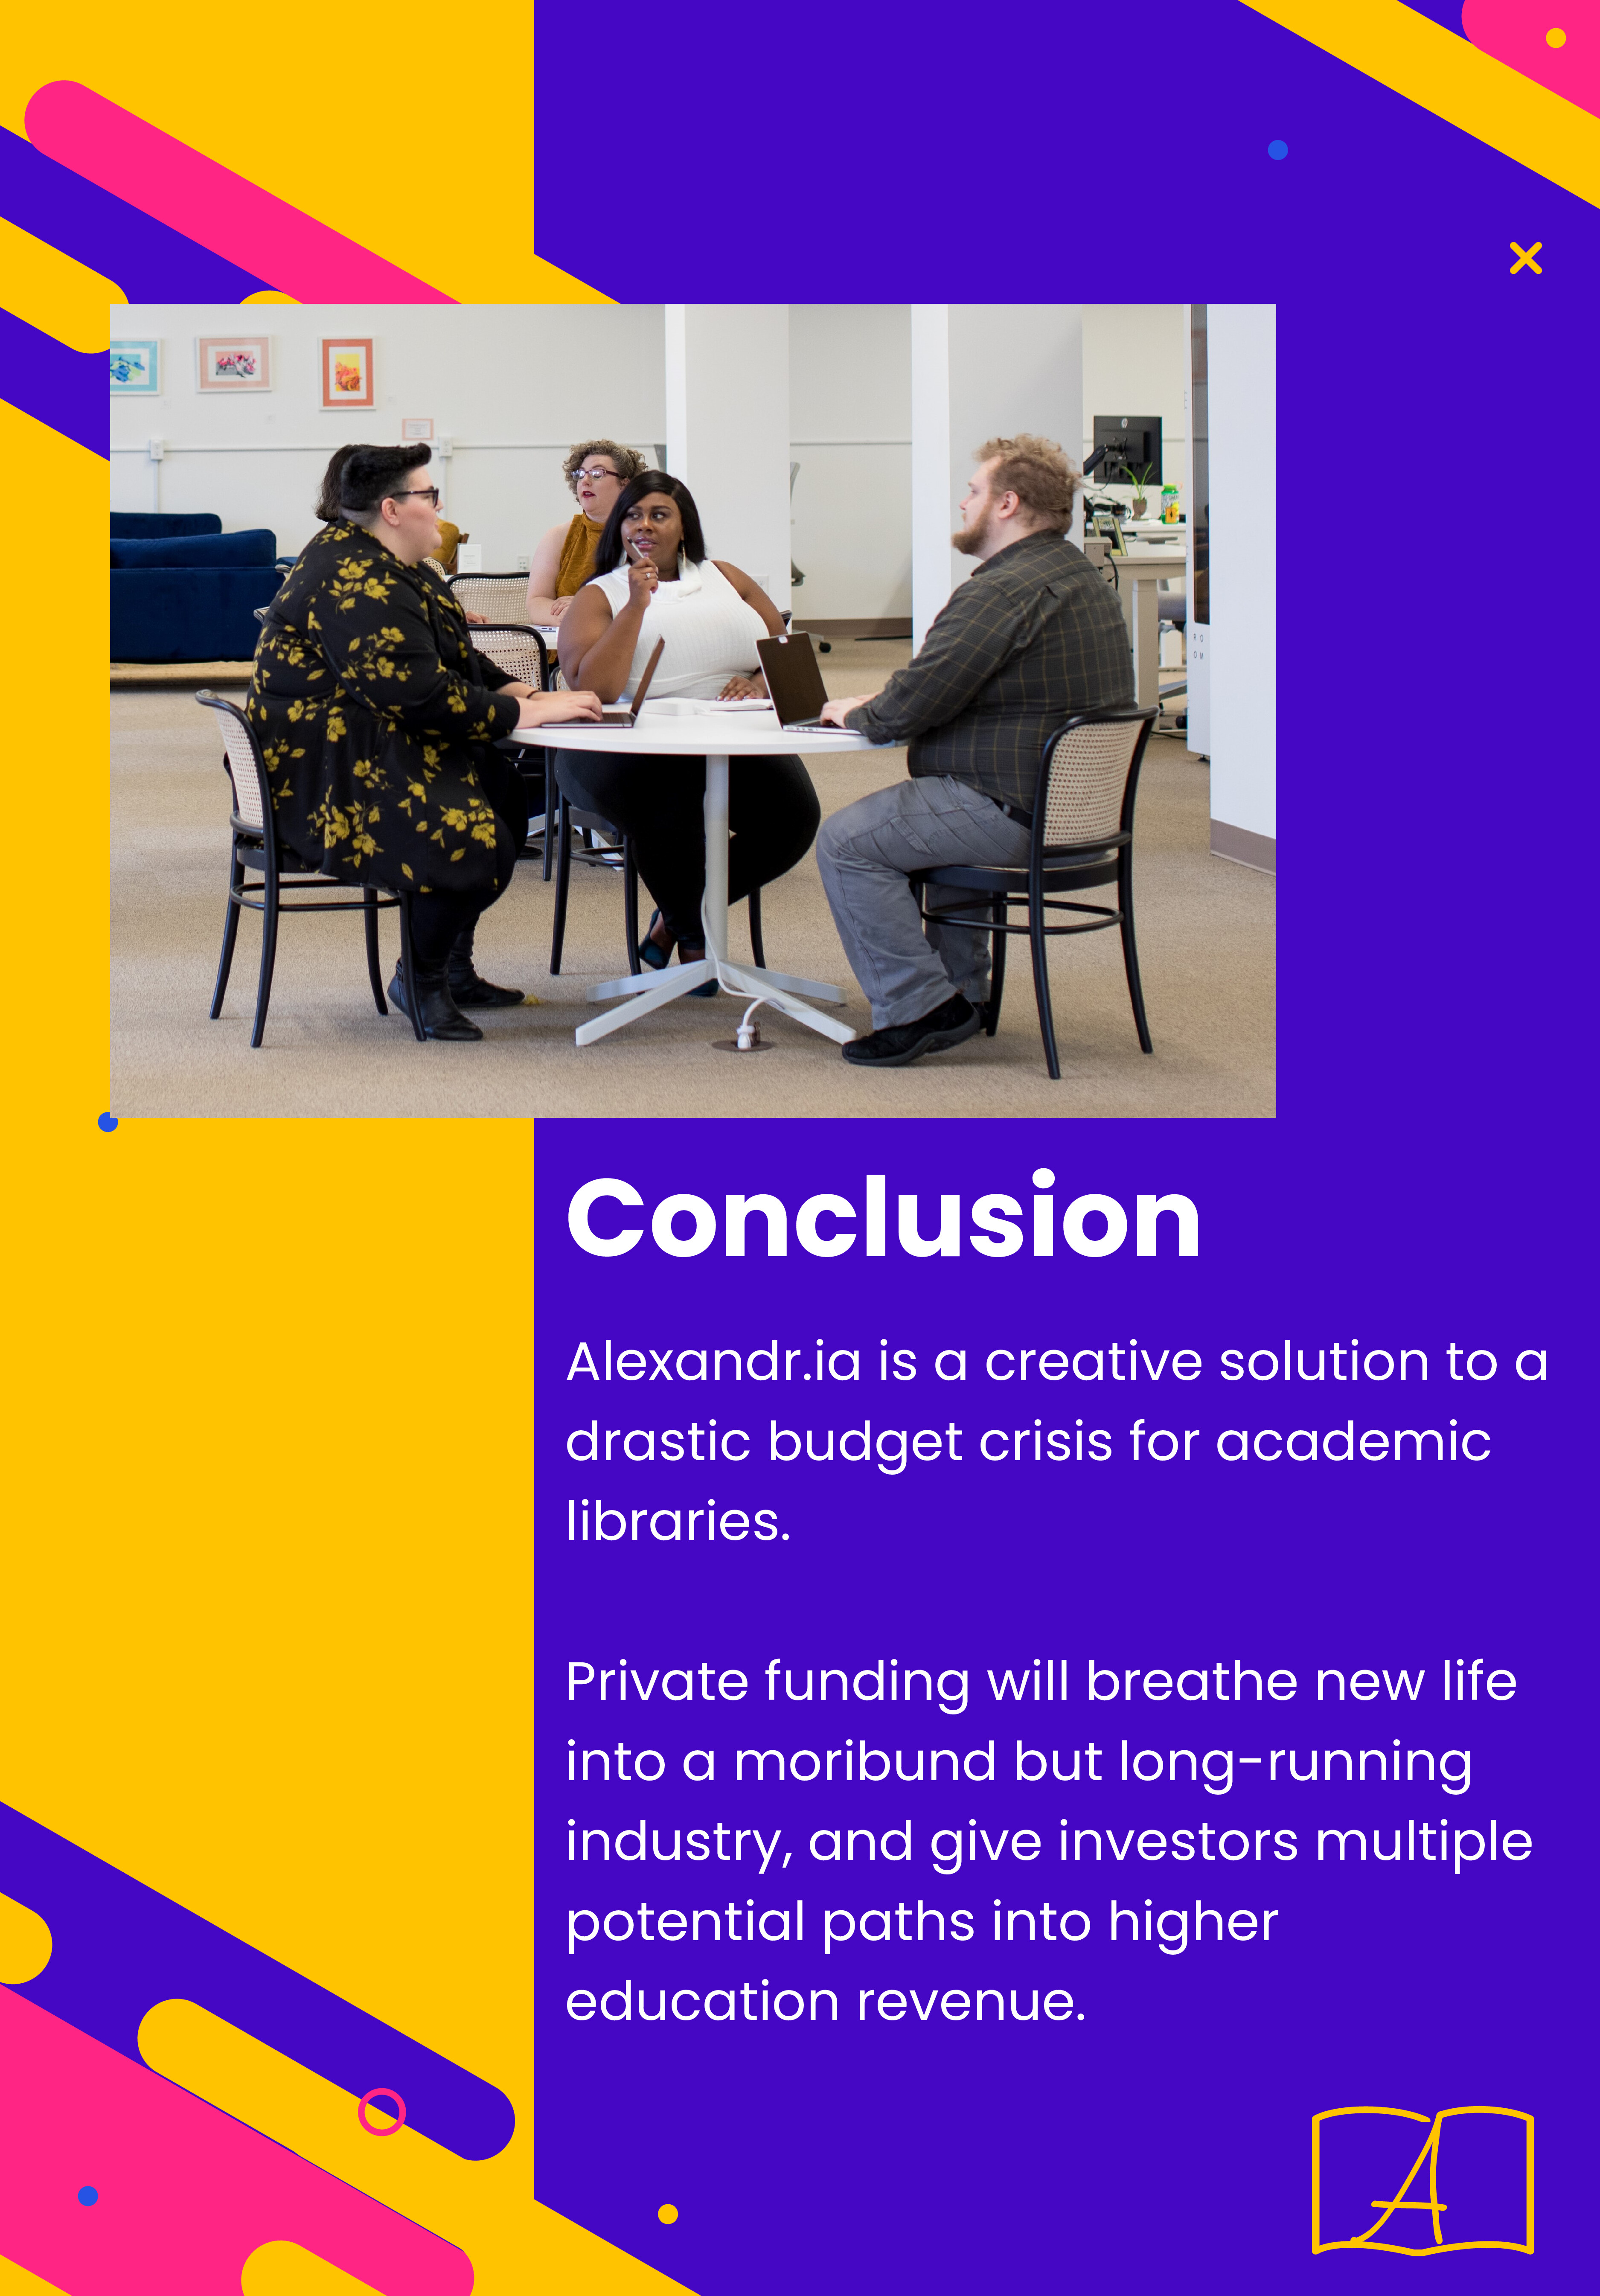 Conclusion
Alexandr.ia is a creative solution to a
drastic budget crisis for academic
libraries.
Private funding will breathe new life
into a moribund but long-running
industry, and give investors multiple
potential paths into higher
education revenue.
A